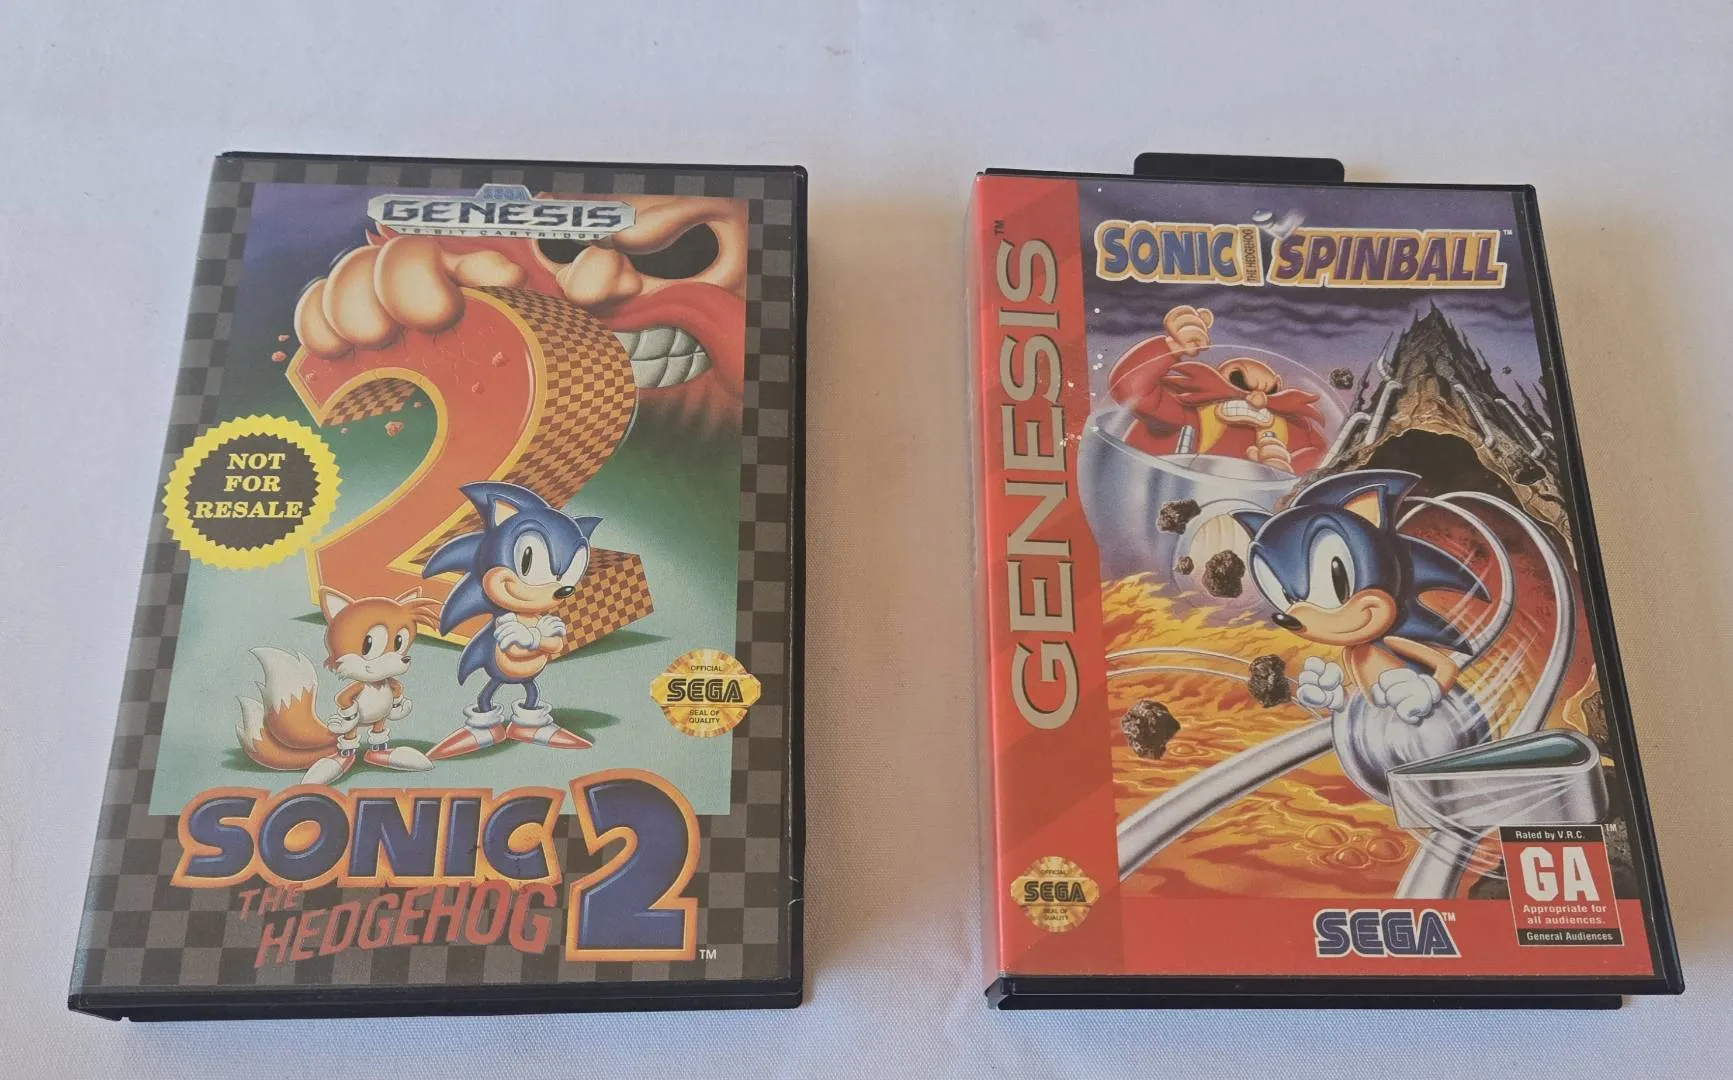 SEGA
GENESIS
16-BIT CARTRIDGE
NOT
FOR
RESALE
OFFICIAL
SEGA
SEAL OF
QUALITY
SONIC
THE
HEDGEHOG
2
TM
GENESIS TM
SONIC THE HEDGEHOG SPINBALL TM
OFFICIAL
SEGA
SEAL OF
QUALITY
SEGA TM
Rated by V.R.C. TM
GA
Appropriate for
all audiences.
General Audiences